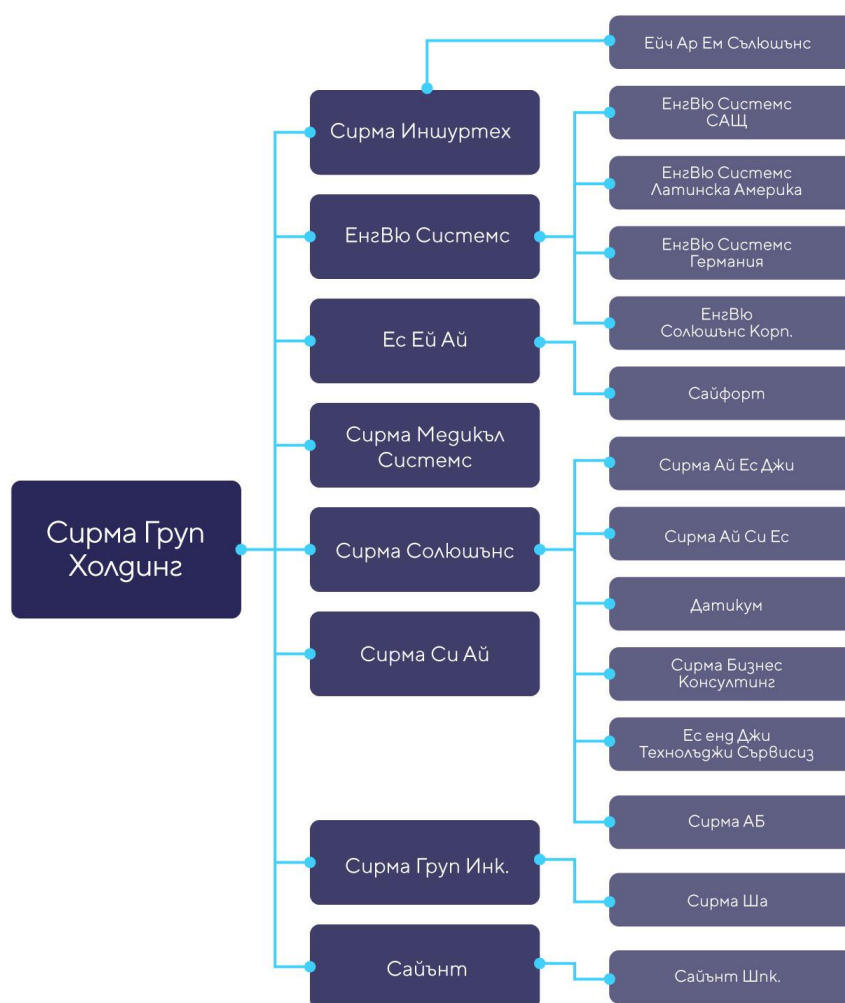 Ейч Ар Ем Сълюшънс
Сирма Иншуртех
ЕнгВю Системс
САЩ
ЕнгВю Системс
Латинска Америка
ЕнгВю Системс
ЕнгВю Системс
Германия
ЕнгВю
Солюшънс Корп.
Ес Ей Ай
Сайфорт
Сирма Медикъл
Системс
Сирма Груп
Холдинг
Сирма Солюшънс
Сирма Ай Ес Джи
Сирма Ай Си Ес
Датикум
Сирма Бизнес
Консултинг
Ес енд Джи
Технолъджи Сървисиз
Сирма АБ
Сирма Си Ай
Сирма Груп Инк.
Сирма Ша
Сайънт
Сайънт Шпк.